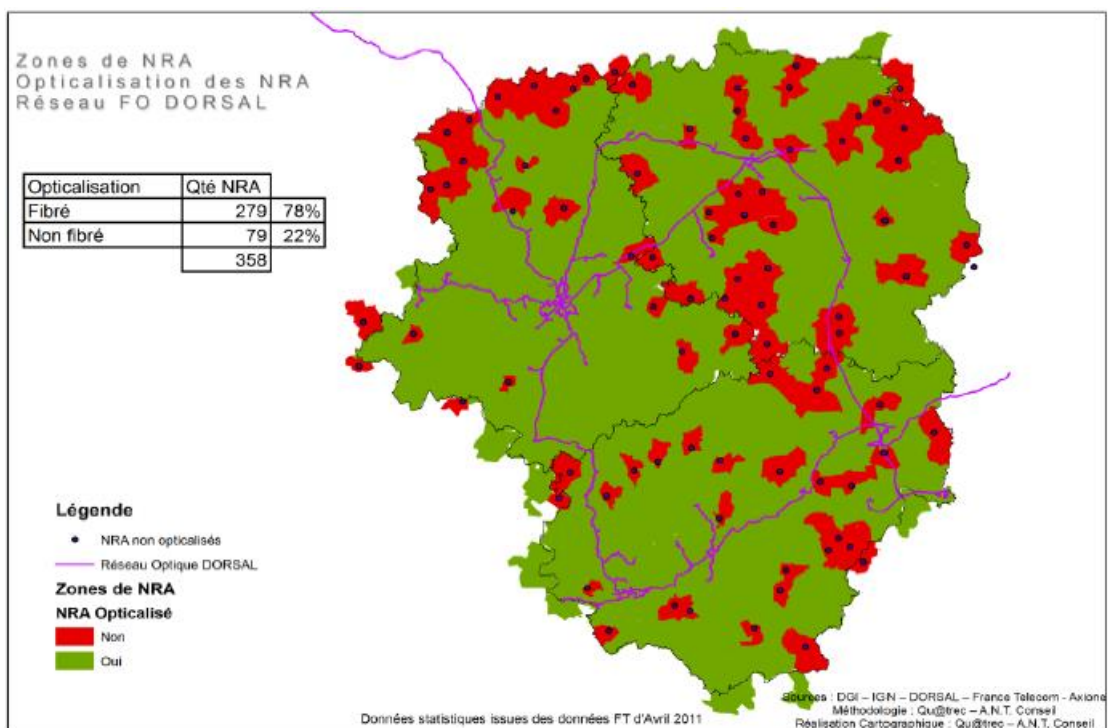 Zones de NRA
Opticalisation des NRA
Réseau FO DORSAL
Opticalisation Qté NRA
Fibré 279 78%
Non fibré 79 22%
358
Légende
NRA non opticalisés
Réseau Optique DORSAL
Zones de NRA
NRA Opticalisé
Non
Oui
Sources : DGI – IGN – DORSAL – France Telecom - Axione
Méthodologie : Qu@trec – A.N.T. Conseil
Données statistiques issues des données FT d'Avril 2011
Réalisation Cartographique : Qu@trec – A.N.T. Conseil